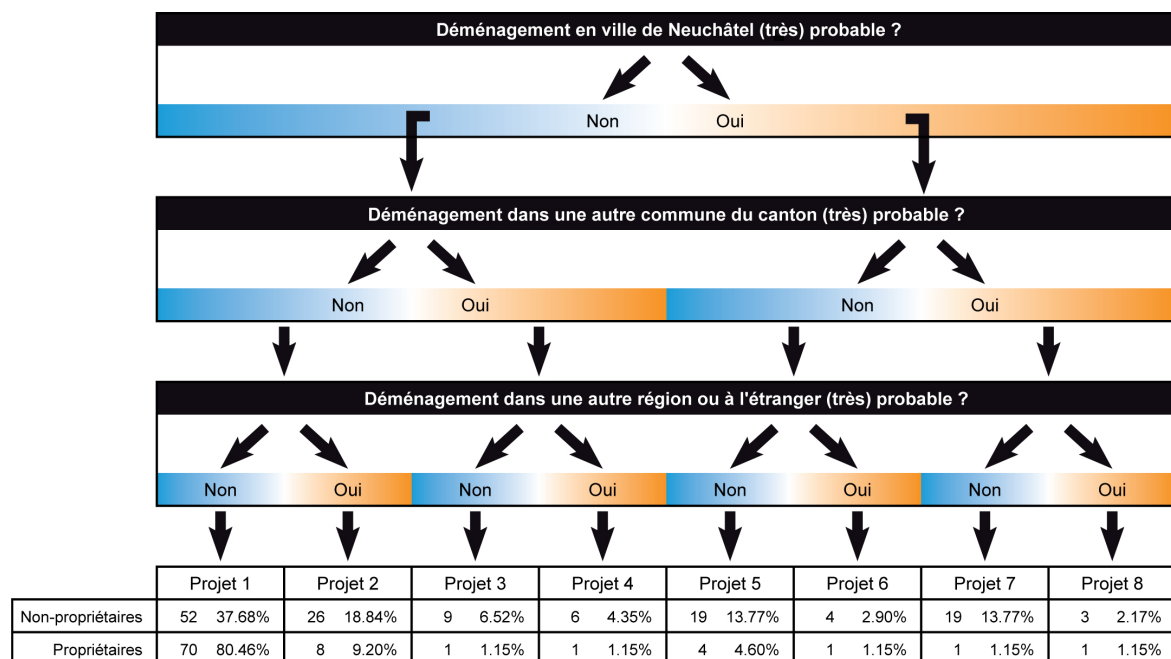 Déménagement en ville de Neuchâtel (très) probable ?
Non Oui
Déménagement dans une autre commune du canton (très) probable ?
Non Oui Non Oui
Déménagement dans une autre région ou à l'étranger (très) probable ?
Non Oui Non Oui Non Oui Non Oui
Projet 1 Projet 2 Projet 3 Projet 4 Projet 5 Projet 6 Projet 7 Projet 8
Non-propriétaires 52 37.68% 26 18.84% 9 6.52% 6 4.35% 19 13.77% 4 2.90% 19 13.77% 3 2.17%
Propriétaires 70 80.46% 8 9.20% 1 1.15% 1 1.15% 4 4.60% 1 1.15% 1 1.15% 1 1.15%